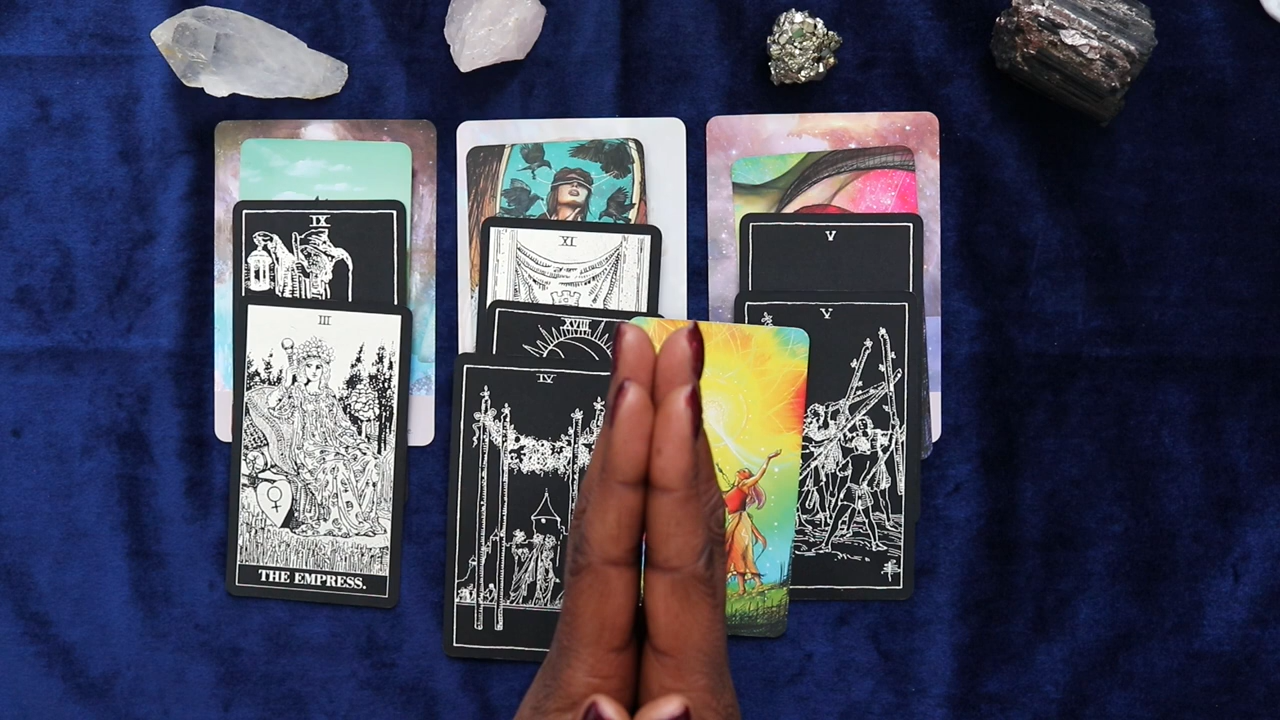 IX
III
THE EMPRESS.
XI
XVIII
IV
V
V